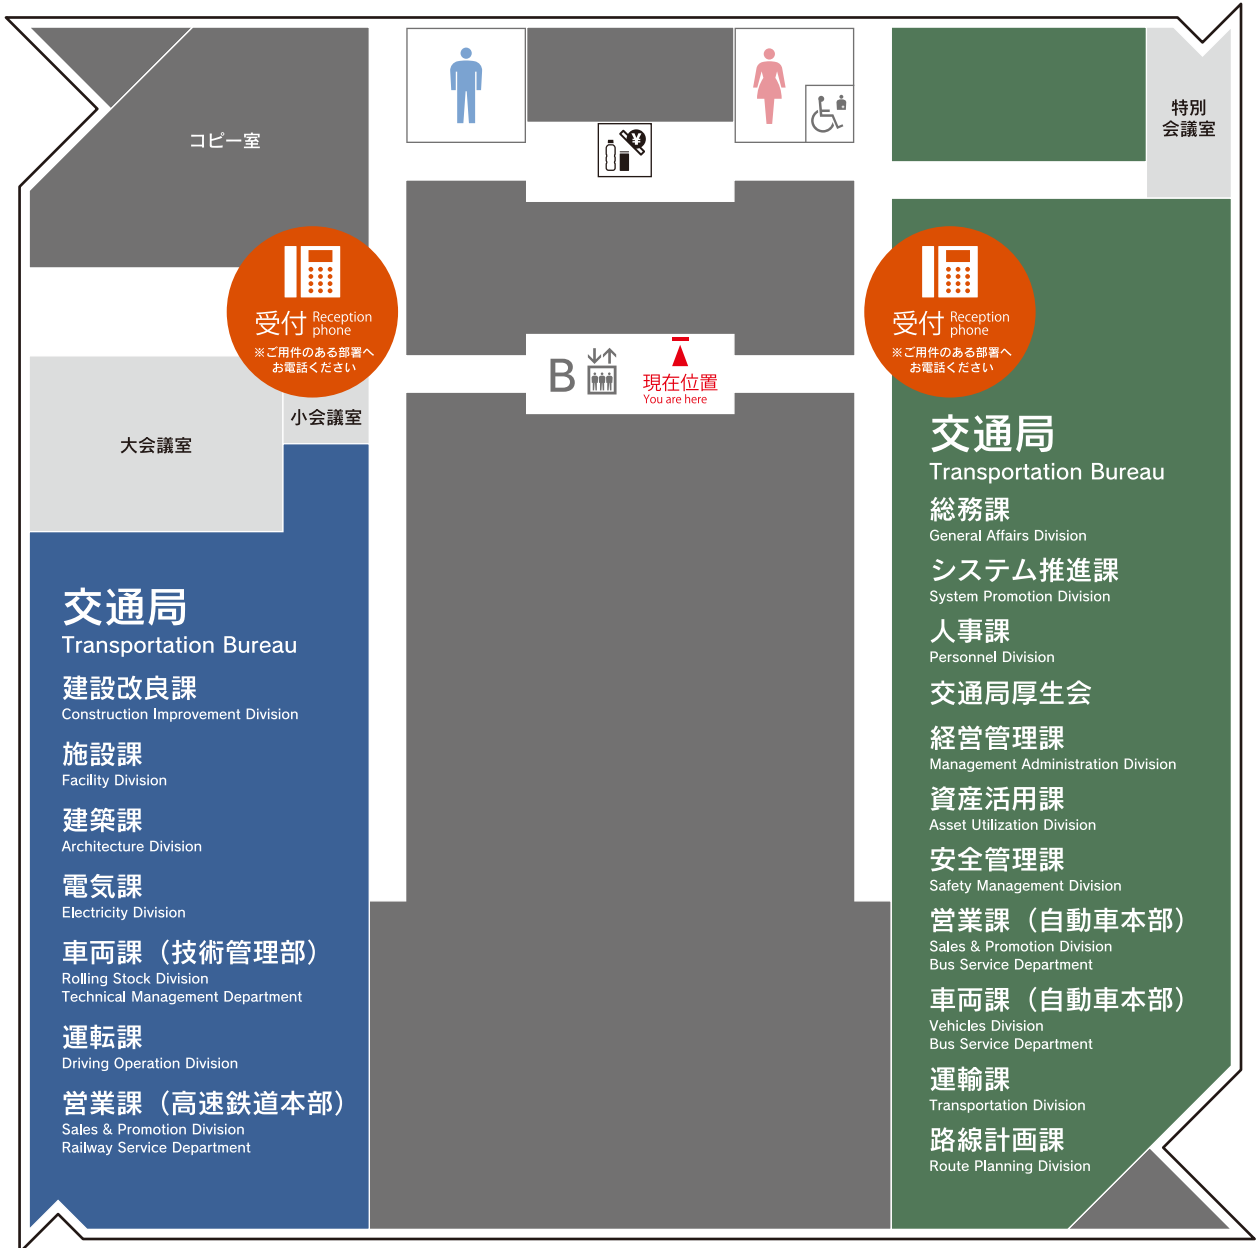 コピー室
特別
会議室
受付 Reception
phone
※ご用件のある部署へ
お電話ください
受付 Reception
phone
※ご用件のある部署へ
お電話ください
B
現在位置
You are here
小会議室
大会議室
交通局
Transportation Bureau
建設改良課
Construction Improvement Division
施設課
Facility Division
建築課
Architecture Division
電気課
Electricity Division
車両課（技術管理部）
Rolling Stock Division
Technical Management Department
運転課
Driving Operation Division
営業課（高速鉄道本部）
Sales & Promotion Division
Railway Service Department
交通局
Transportation Bureau
総務課
General Affairs Division
システム推進課
System Promotion Division
人事課
Personnel Division
交通局厚生会
経営管理課
Management Administration Division
資産活用課
Asset Utilization Division
安全管理課
Safety Management Division
営業課（自動車本部）
Sales & Promotion Division
Bus Service Department
車両課（自動車本部）
Vehicles Division
Bus Service Department
運輸課
Transportation Division
路線計画課
Route Planning Division
¥